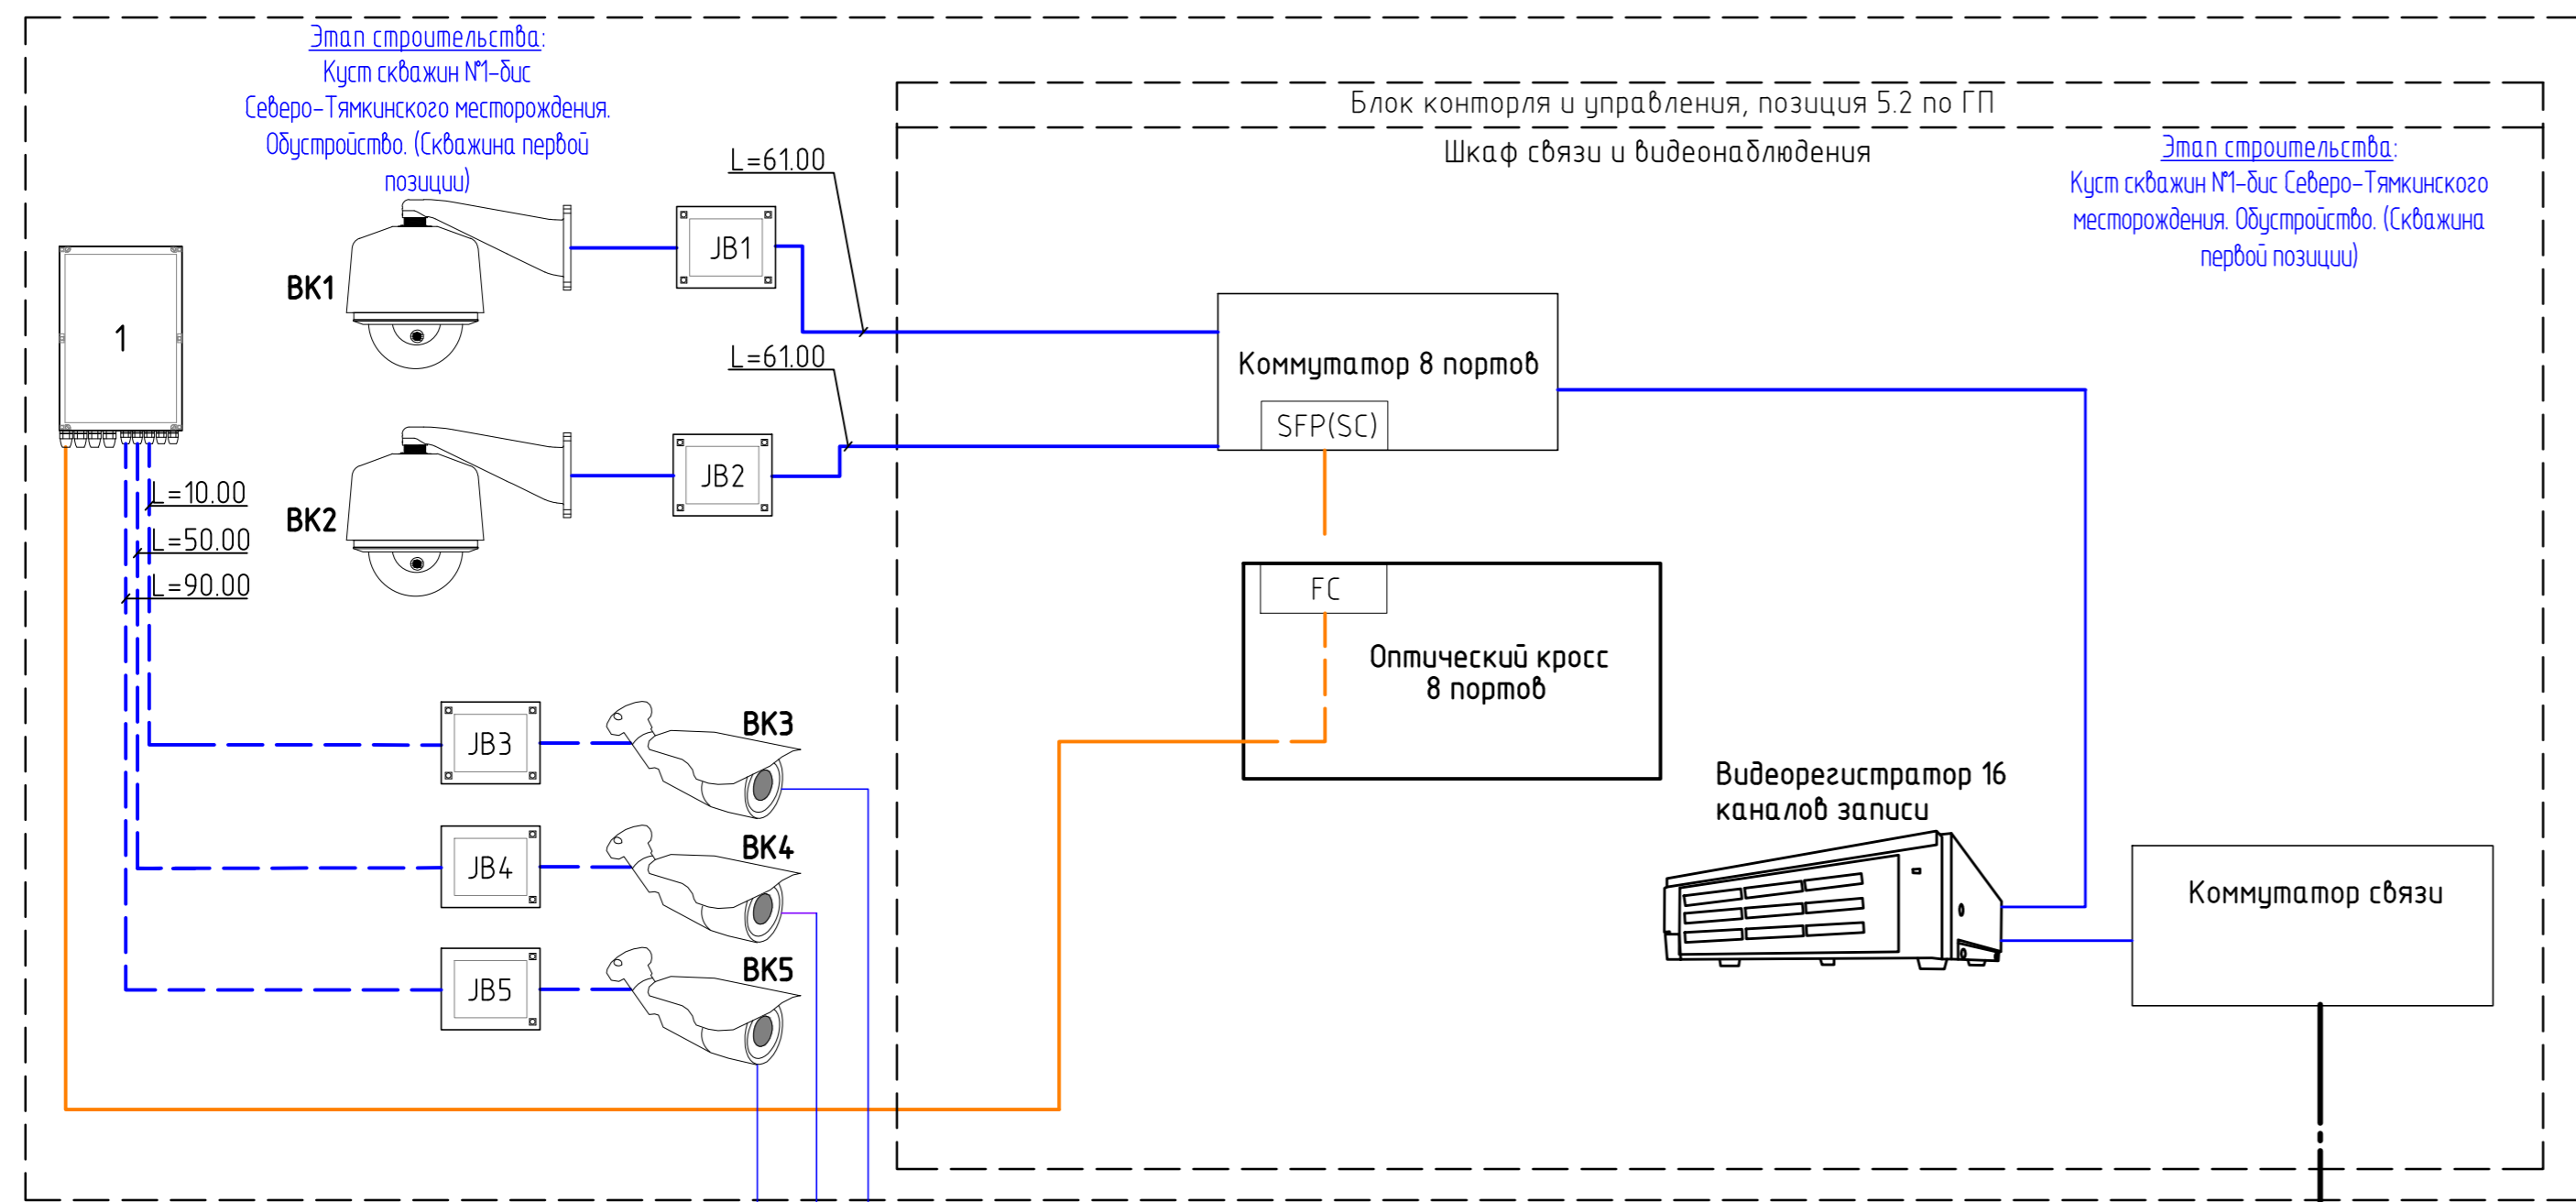 Этап строительства:
Куст скважин №1-бис
Северо-Тямкинского месторождения.
Обустройство. (Скважина первой
позиции)
Блок конторля и управления, позиция 5.2 по ГП
Шкаф связи и видеонаблюдения
Этап строительства:
Куст скважин №1-бис Северо-Тямкинского
месторождения. Обустройство. (Скважина
первой позиции)
L=61.00
JB1
ВК1
1
L=61.00
Коммутатор 8 портов
SFP(SC)
JB2
ВК2
L=10.00
L=50.00
L=90.00
FC
Оптический кросс
8 портов
JB3
ВК3
JB4
ВК4
JB5
ВК5
Видеорегистратор 16
каналов записи
Коммутатор связи